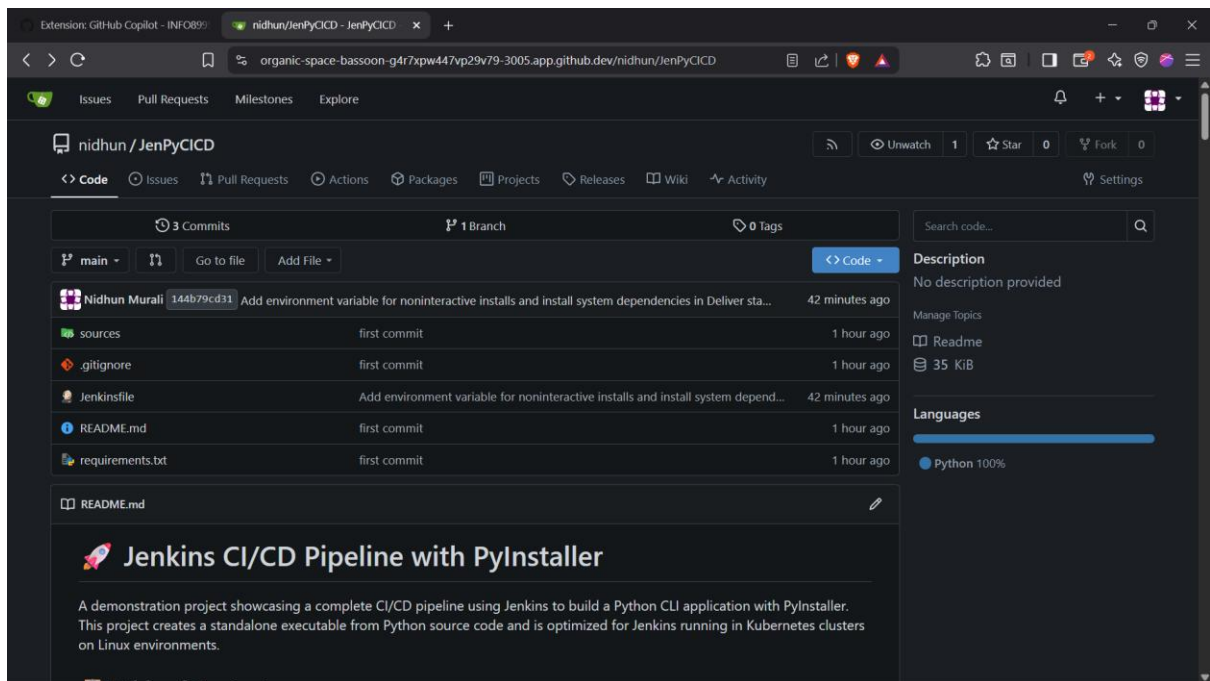 Extension: GitHub Copilot - INFO899
nidhun/JenPyCICD - JenPyCICD
organic-space-bassoon-g4r7xpw447vp29v79-3005.app.github.dev/nidhun/JenPyCICD
Issues Pull Requests Milestones Explore
nidhun / JenPyCICD
Unwatch 1 Star 0 Fork 0
Code Issues Pull Requests Actions Packages Projects Releases Wiki Activity Settings
3 Commits 1 Branch 0 Tags
Search code...
main Go to file Add File Code
Description
No description provided
Nidhun Murali 144b79cd31 Add environment variable for noninteractive installs and install system dependencies in Deliver sta... 42 minutes ago
Manage Topics
sources first commit 1 hour ago
Readme
.gitignore first commit 1 hour ago
35 KiB
Jenkinsfile Add environment variable for noninteractive installs and install system depend... 42 minutes ago
Languages
README.md first commit 1 hour ago
requirements.txt first commit 1 hour ago
Python 100%
README.md
🚀 Jenkins CI/CD Pipeline with PyInstaller
A demonstration project showcasing a complete CI/CD pipeline using Jenkins to build a Python CLI application with PyInstaller.
This project creates a standalone executable from Python source code and is optimized for Jenkins running in Kubernetes clusters
on Linux environments.